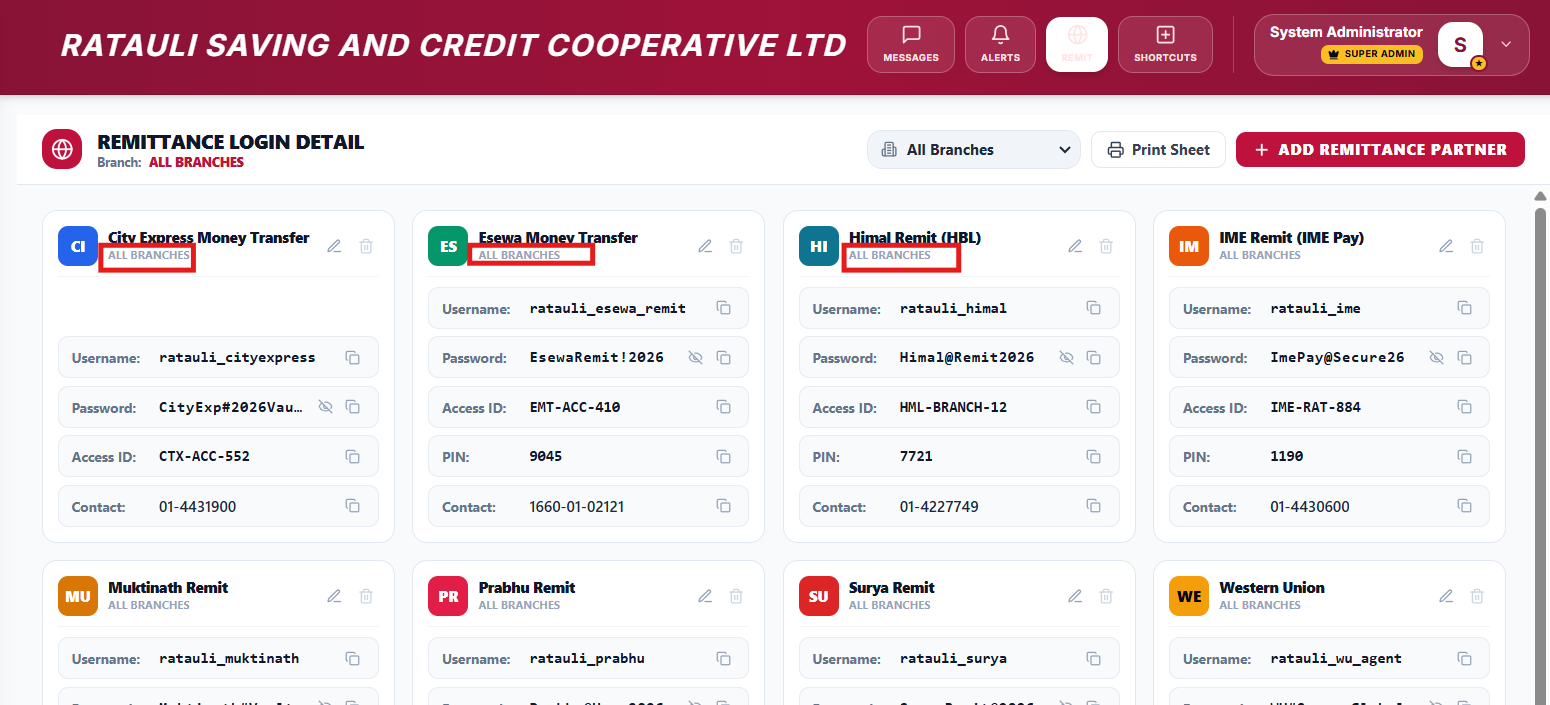 RATAULI SAVING AND CREDIT COOPERATIVE LTD
MESSAGES
ALERTS
REMIT
SHORTCUTS
System Administrator
SUPER ADMIN
S
REMITTANCE LOGIN DETAIL
Branch: ALL BRANCHES
All Branches
Print Sheet
+ ADD REMITTANCE PARTNER
CI
City Express Money Transfer
ALL BRANCHES
Username: ratauli_cityexpress
Password: CityExp#2026Vau…
Access ID: CTX-ACC-552
Contact: 01-4431900
ES
Esewa Money Transfer
ALL BRANCHES
Username: ratauli_esewa_remit
Password: EsewaRemit!2026
Access ID: EMT-ACC-410
PIN: 9045
Contact: 1660-01-02121
HI
Himal Remit (HBL)
ALL BRANCHES
Username: ratauli_himal
Password: Himal@Remit2026
Access ID: HML-BRANCH-12
PIN: 7721
Contact: 01-4227749
IM
IME Remit (IME Pay)
ALL BRANCHES
Username: ratauli_ime
Password: ImePay@Secure26
Access ID: IME-RAT-884
PIN: 1190
Contact: 01-4430600
MU
Muktinath Remit
ALL BRANCHES
Username: ratauli_muktinath
PR
Prabhu Remit
ALL BRANCHES
Username: ratauli_prabhu
SU
Surya Remit
ALL BRANCHES
Username: ratauli_surya
WE
Western Union
ALL BRANCHES
Username: ratauli_wu_agent